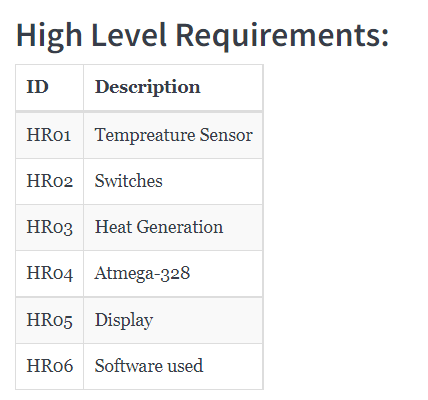 High Level Requirements:
ID Description
HR01 Tempreature Sensor
HR02 Switches
HR03 Heat Generation
HR04 Atmega-328
HR05 Display
HR06 Software used